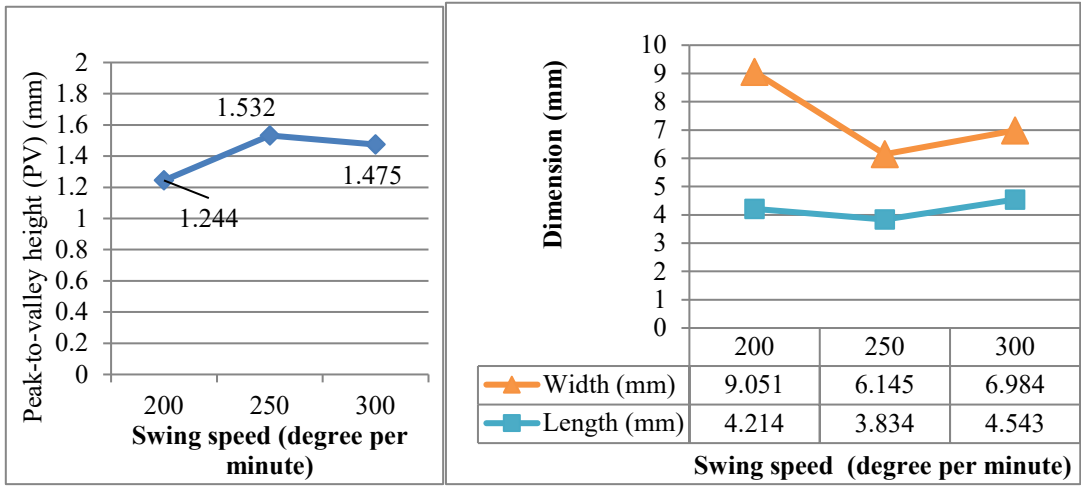 Peak-to-valley height (PV) (mm)
2
1.8
1.6
1.4
1.2
1
0.8
0.6
0.4
0.2
0
1.532
1.475
1.244
200 250 300
Swing speed (degree per
minute)
Dimension (mm)
10
9
8
7
6
5
4
3
2
1
0
200 250 300
Width (mm) 9.051 6.145 6.984
Length (mm) 4.214 3.834 4.543
Swing speed (degree per minute)